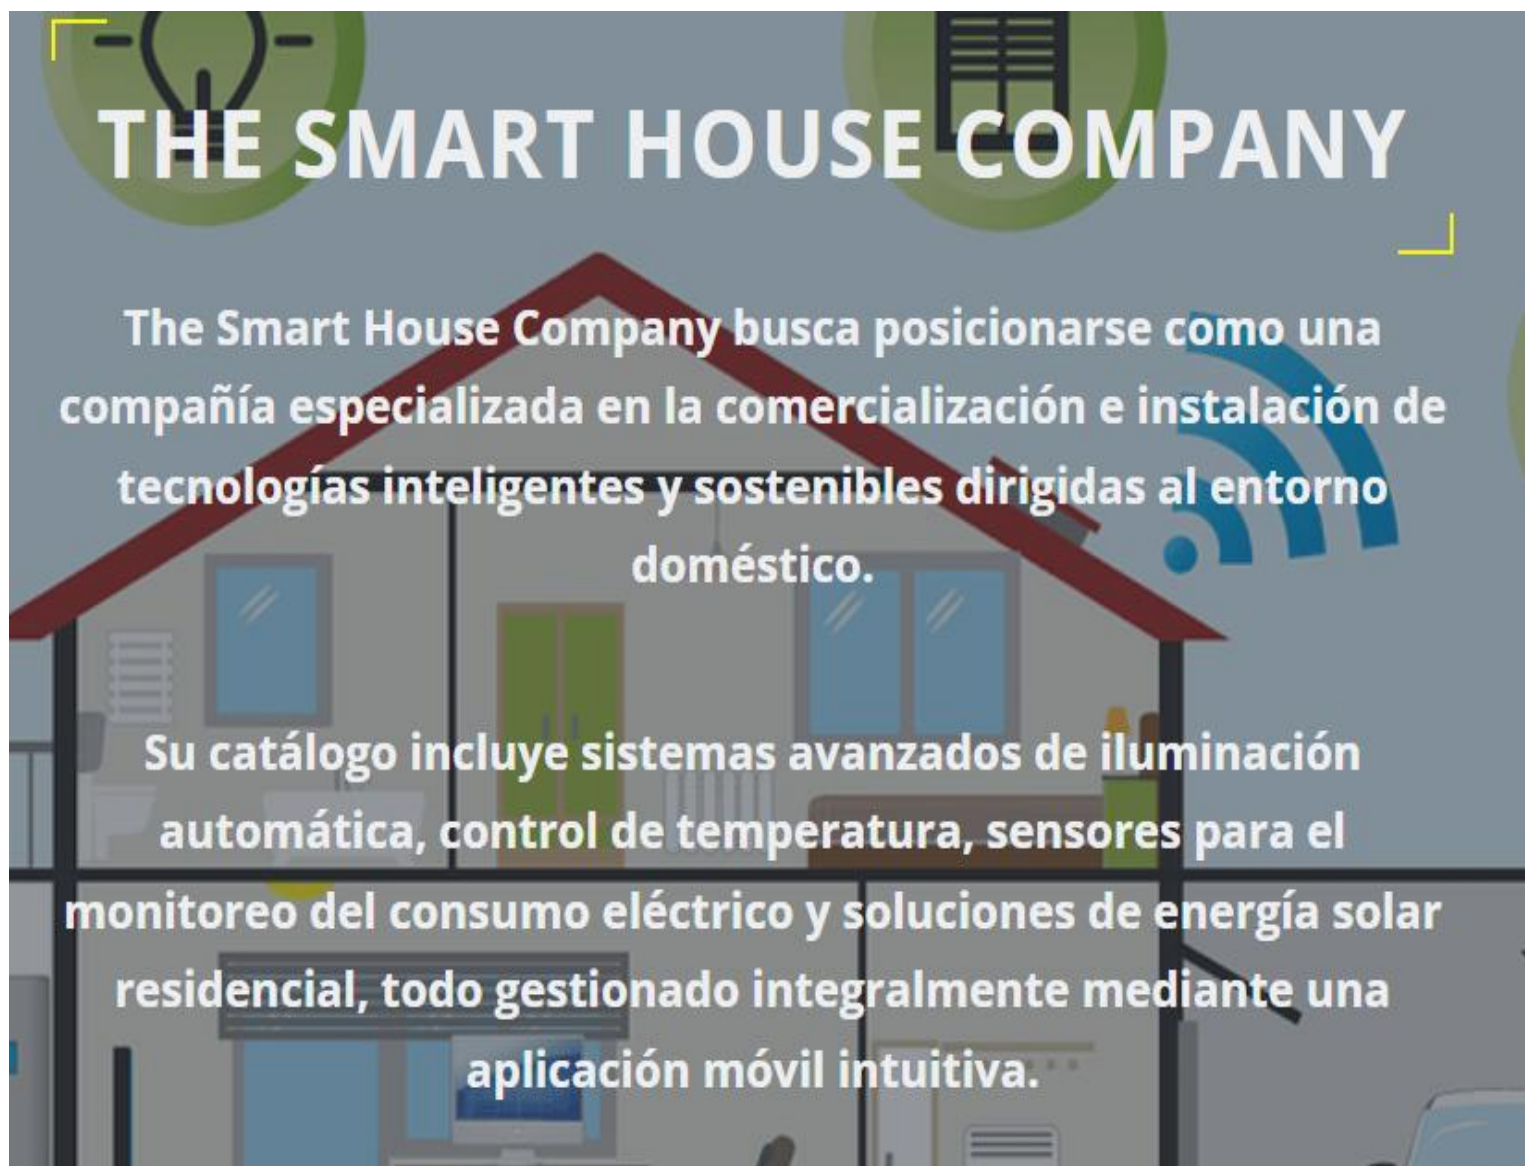 THE SMART HOUSE COMPANY
The Smart House Company busca posicionarse como una
compañía especializada en la comercialización e instalación de
tecnologías inteligentes y sostenibles dirigidas al entorno
doméstico.
Su catálogo incluye sistemas avanzados de iluminación
automática, control de temperatura, sensores para el
monitoreo del consumo eléctrico y soluciones de energía solar
residencial, todo gestionado integralmente mediante una
aplicación móvil intuitiva.